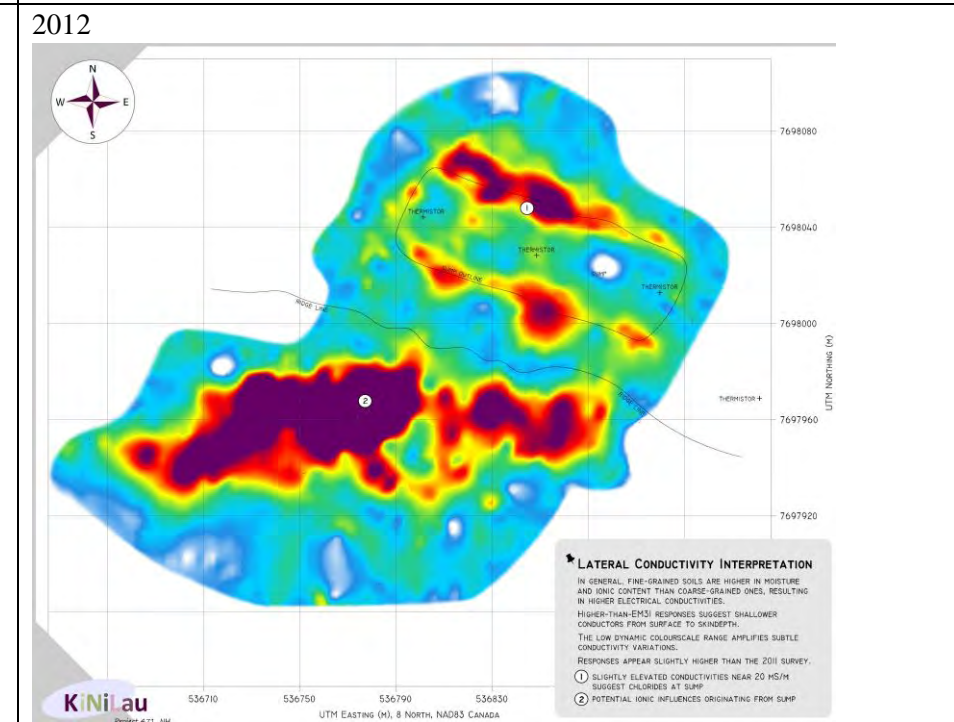 2012
N
W E
S
7698080
1
THERMISTOR
7698040
THERMISTOR
SUMP OUTLINE
THERMISTOR
RIDGE LINE
7698000
UTM NORTHING (M)
RIDGE LINE
THERMISTOR
2
7697960
7697920
LATERAL CONDUCTIVITY INTERPRETATION
IN GENERAL, FINE-GRAINED SOILS ARE HIGHER IN MOISTURE
AND IONIC CONTENT THAN COARSE-GRAINED ONES, RESULTING
IN HIGHER ELECTRICAL CONDUCTIVITIES.
HIGHER-THAN-EM31 RESPONSES SUGGEST SHALLOWER
CONDUCTORS FROM SURFACE TO SKINDEPTH.
THE LOW DYNAMIC COLOURSCALE RANGE AMPLIFIES SUBTLE
CONDUCTIVITY VARIATIONS.
RESPONSES APPEAR SLIGHTLY HIGHER THAN THE 2011 SURVEY.
1 SLIGHTLY ELEVATED CONDUCTIVITIES NEAR 20 MS/M
SUGGEST CHLORIDES AT SUMP
2 POTENTIAL IONIC INFLUENCES ORIGINATING FROM SUMP
KiNiLau
536710 536750 536790 536830
UTM EASTING (M), 8 NORTH, NAD83 CANADA